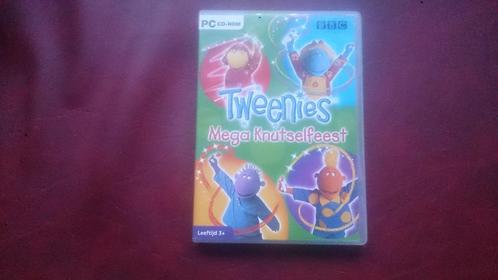 PC CD-ROM
BBC
Tweenies
Mega Knutselfeest
Leeftijd 3+